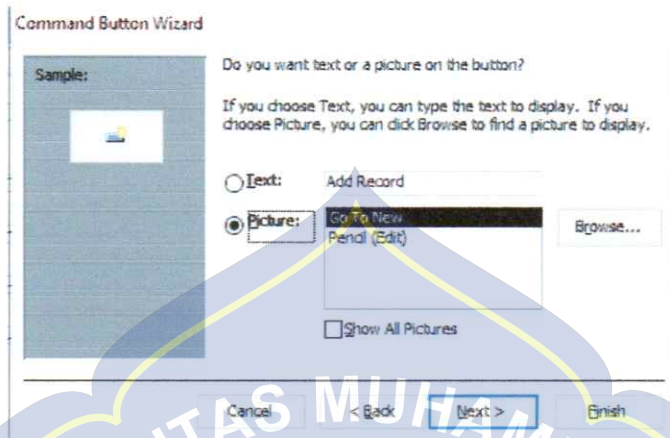 Command Button Wizard
Sample:
Do you want text or a picture on the button?
If you choose Text, you can type the text to display. If you
choose Picture, you can click Browse to find a picture to display.
Text: Add Record
Picture: Go To New
Pencil (Edit)
Browse...
Show All Pictures
Cancel < Back Next > Finish
TAS MUHAM